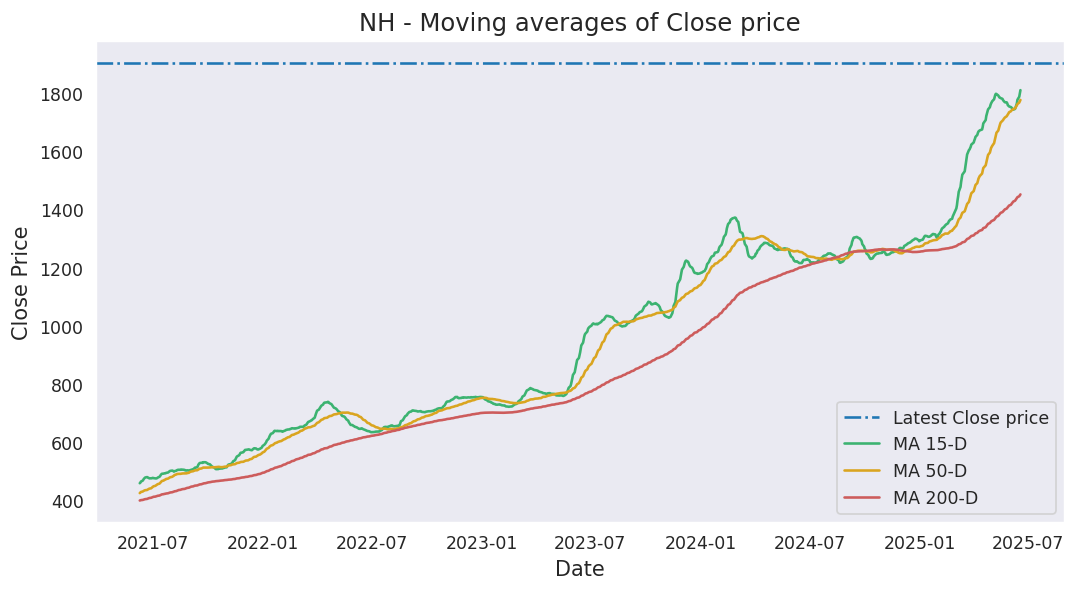 NH - Moving averages of Close price
Close Price
1800
1600
1400
1200
1000
800
600
400
Latest Close price
MA 15-D
MA 50-D
MA 200-D
2021-07 2022-01 2022-07 2023-01 2023-07 2024-01 2024-07 2025-01 2025-07
Date